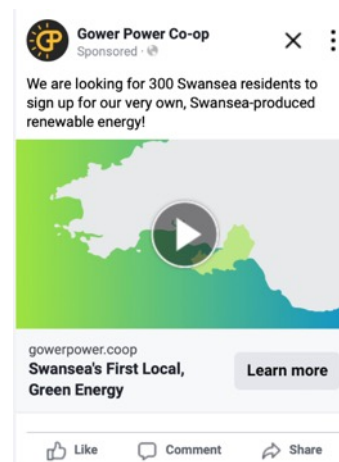 GP
Gower Power Co-op
Sponsored ·
We are looking for 300 Swansea residents to
sign up for our very own, Swansea-produced
renewable energy!
gowerpower.coop
Swansea's First Local,
Green Energy
Learn more
Like Comment Share